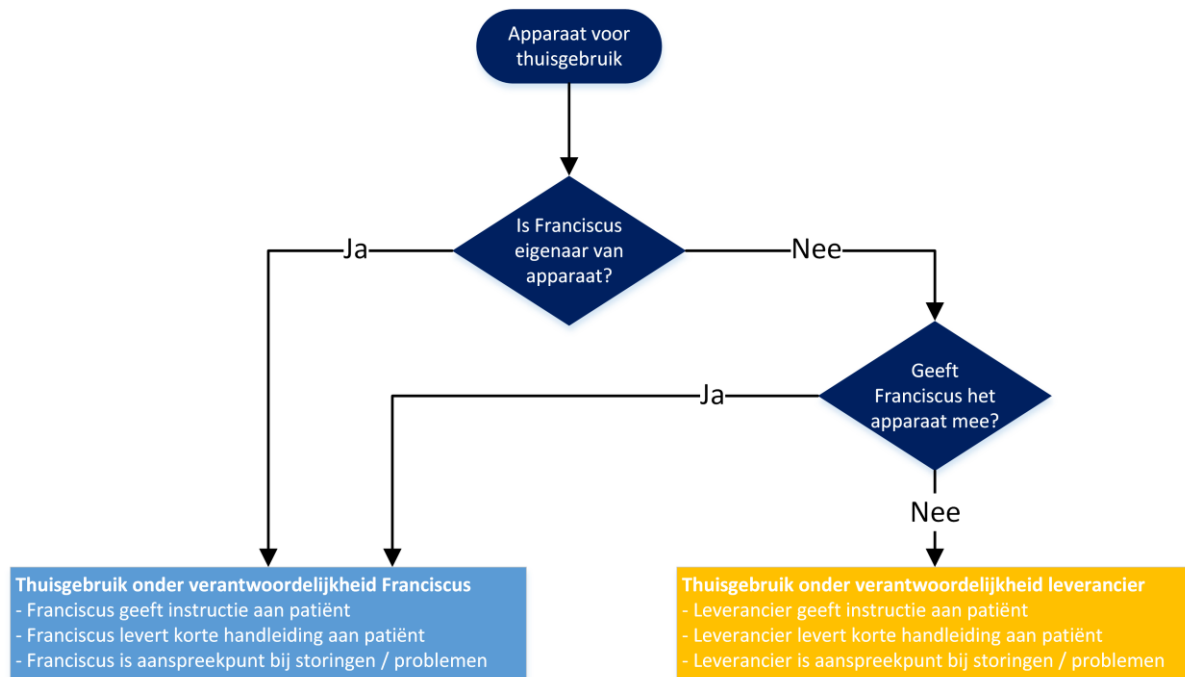 Apparaat voor
thuisgebruik
Is Franciscus
eigenaar van
apparaat?
Ja
Nee
Geeft
Franciscus het
apparaat mee?
Ja
Nee
Thuisgebruik onder verantwoordelijkheid Franciscus
- Franciscus geeft instructie aan patiënt
- Franciscus levert korte handleiding aan patiënt
- Franciscus is aanspreekpunt bij storingen / problemen
Thuisgebruik onder verantwoordelijkheid leverancier
- Leverancier geeft instructie aan patiënt
- Leverancier levert korte handleiding aan patiënt
- Leverancier is aanspreekpunt bij storingen / problemen